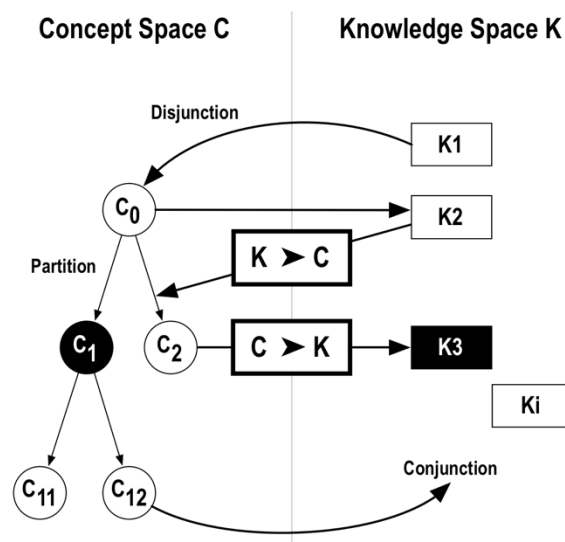 Concept Space C
Knowledge Space K
Disjunction
K1
C0
K2
Partition
K ➤ C
C1
C2
C ➤ K
K3
Ki
Conjunction
C11
C12